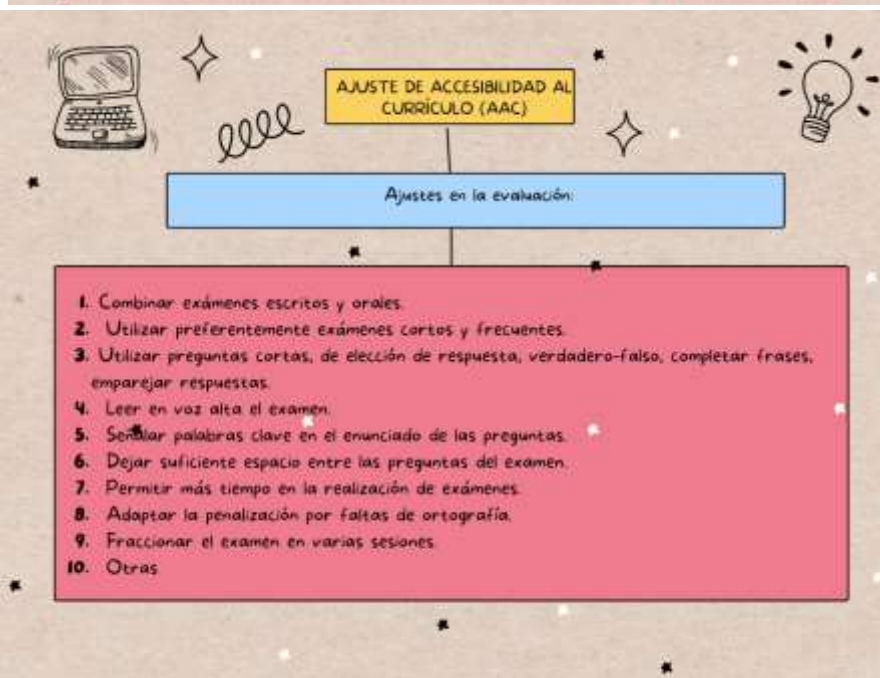 AJUSTE DE ACCESIBILIDAD AL
CURRÍCULO (AAC)
Ajustes en la evaluación:
1. Combinar exámenes escritos y orales.
2. Utilizar preferentemente exámenes cortos y frecuentes.
3. Utilizar preguntas cortas, de elección de respuesta, verdadero-falso, completar frases,
emparejar respuestas.
4. Leer en voz alta el examen.
5. Señalar palabras clave en el enunciado de las preguntas.
6. Dejar suficiente espacio entre las preguntas del examen.
7. Permitir más tiempo en la realización de exámenes.
8. Adaptar la penalización por faltas de ortografía.
9. Fraccionar el examen en varias sesiones.
10. Otras